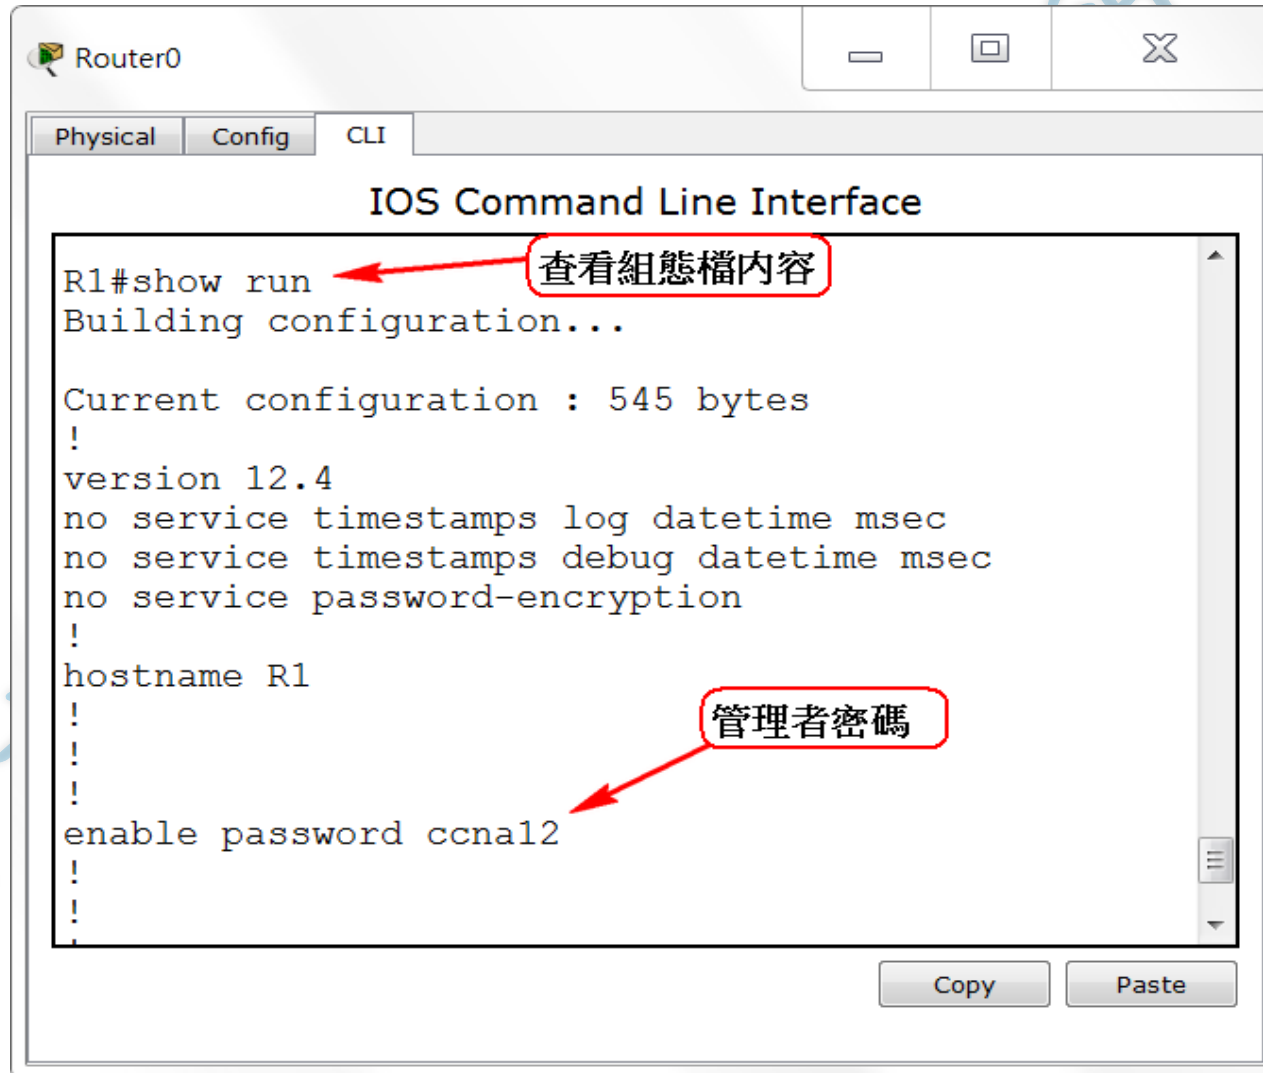 Router0
Physical
Config
CLI
IOS Command Line Interface
R1#show run
查看組態檔內容
Building configuration...
Current configuration : 545 bytes
!
version 12.4
no service timestamps log datetime msec
no service timestamps debug datetime msec
no service password-encryption
!
hostname R1
!
管理者密碼
!
!
enable password ccna12
!
!
Copy
Paste